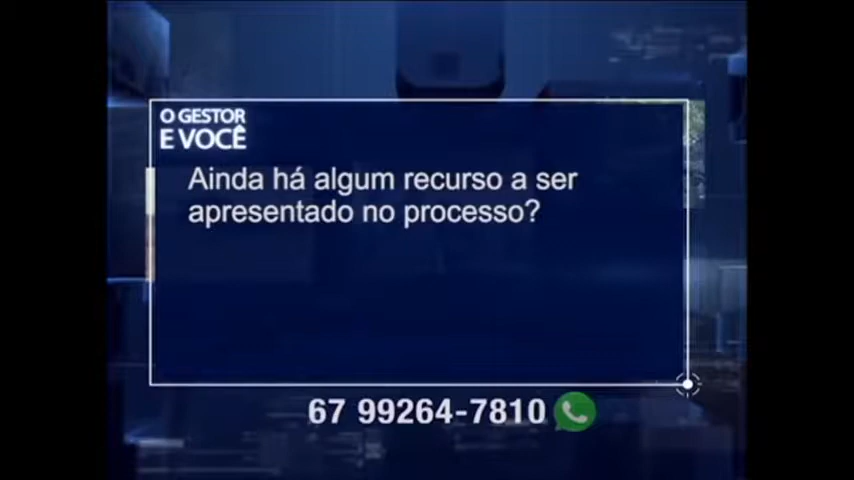 O GESTOR
E VOCÊ
Ainda há algum recurso a ser
apresentado no processo?
67 99264-7810